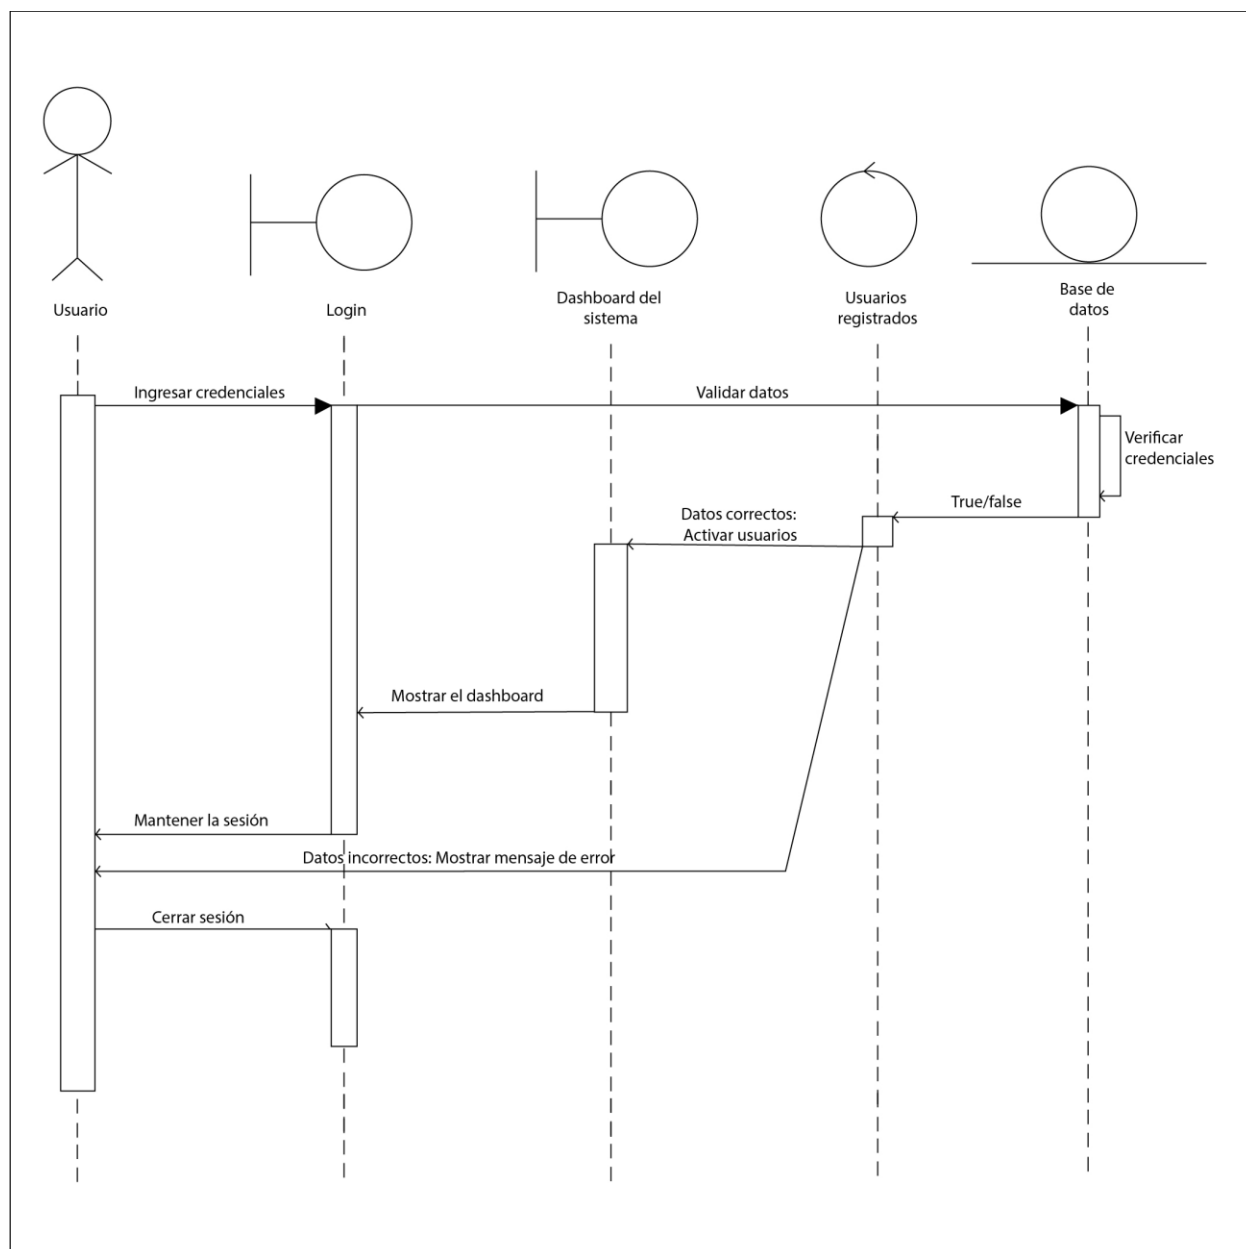 Usuario
Login
Dashboard del
sistema
Usuarios
registrados
Base de
datos
Ingresar credenciales
Validar datos
Verificar
credenciales
True/false
Datos correctos:
Activar usuarios
Mostrar el dashboard
Mantener la sesión
Datos incorrectos: Mostrar mensaje de error
Cerrar sesión